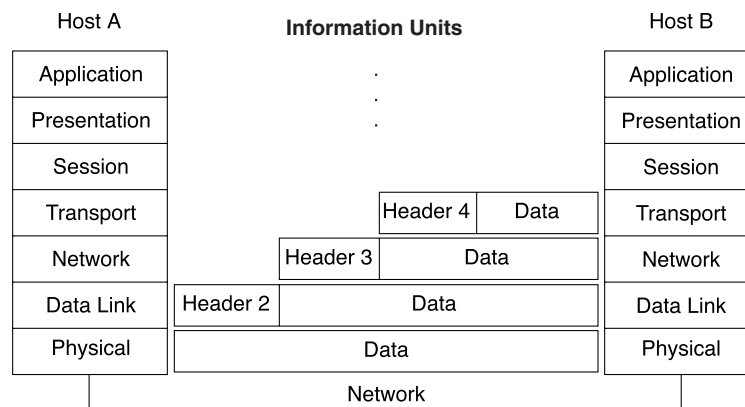 Host A Information Units Host B
Application . Application
.
Presentation . Presentation
Session Session
Transport Header 4 Data Transport
Network Header 3 Data Network
Data Link Header 2 Data Data Link
Physical Data Physical
Network